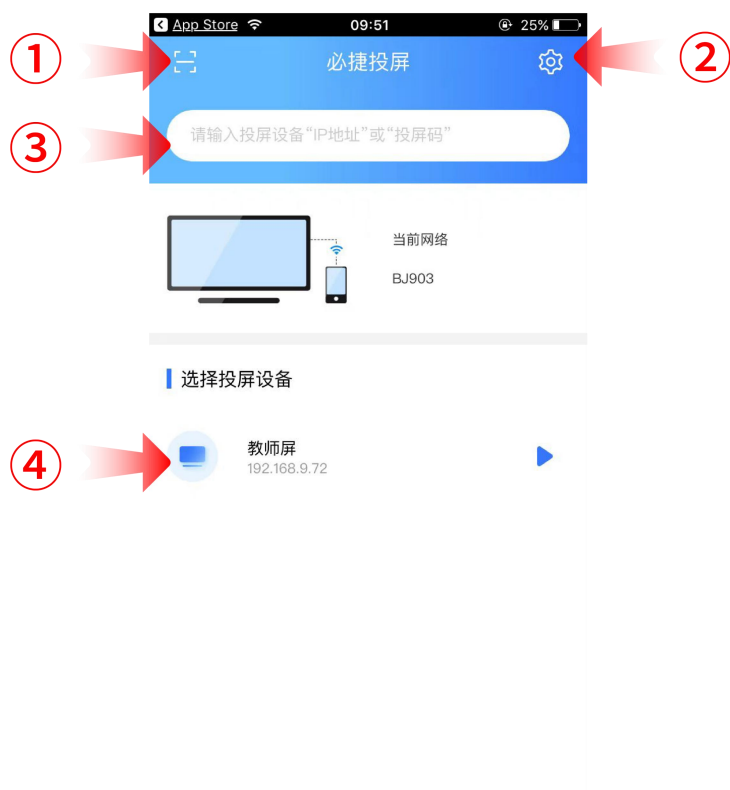 App Store 09:51 25%
① 必捷投屏 ②
③ 请输入投屏设备“IP地址”或“投屏码”
当前网络
BJ903
选择投屏设备
教师屏
④ 192.168.9.72